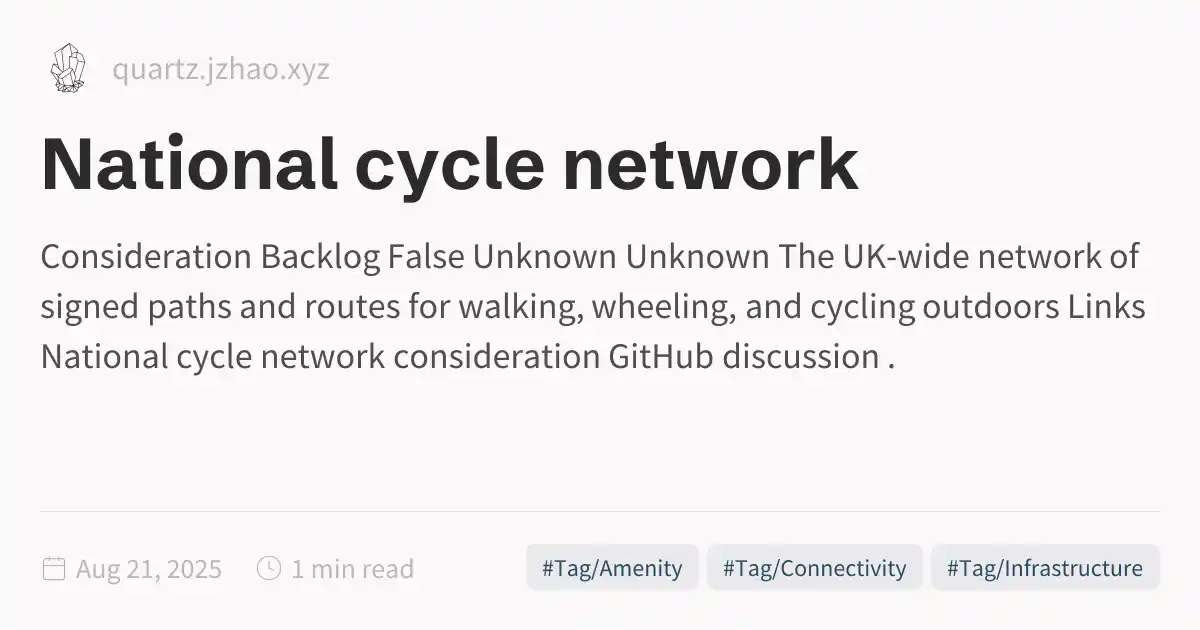 quartz.jzhao.xyz
National cycle network
Consideration Backlog False Unknown Unknown The UK-wide network of
signed paths and routes for walking, wheeling, and cycling outdoors Links
National cycle network consideration GitHub discussion .
Aug 21, 2025 1 min read #Tag/Amenity #Tag/Connectivity #Tag/Infrastructure